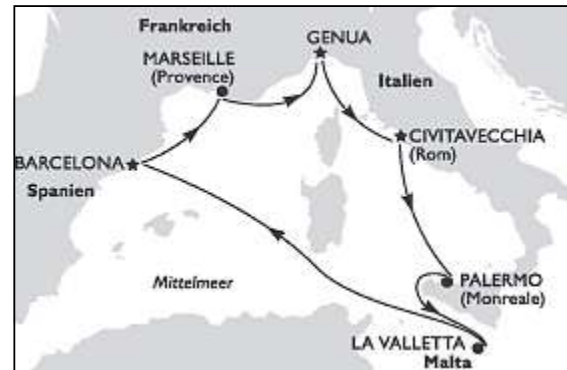 Frankreich
GENUA
MARSEILLE
(Provence)
Italien
CIVITAVECCHIA
(Rom)
BARCELONA
Spanien
Mittelmeer
PALERMO
(Monreale)
LA VALLETTA
Malta